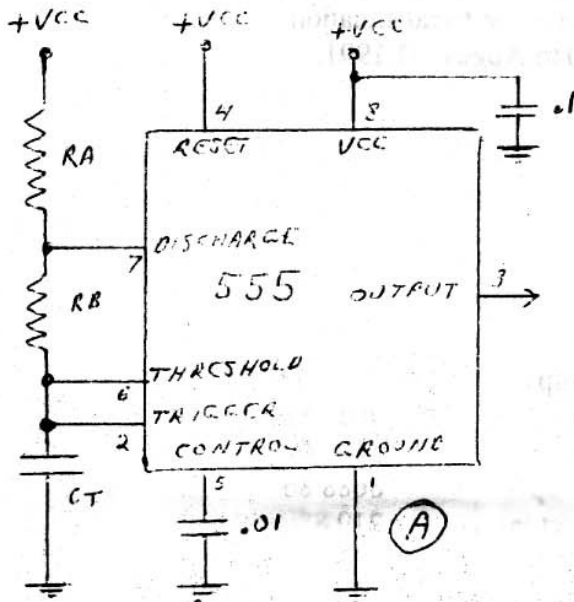 +VCC
+VCC
+VCC
4
8
.1
RESET
VCC
RA
7
DISCHARGE
555
OUTPUT
3
RB
THRESHOLD
6
TRIGGER
2
CONTROL
GROUND
CT
5
1
.01
A